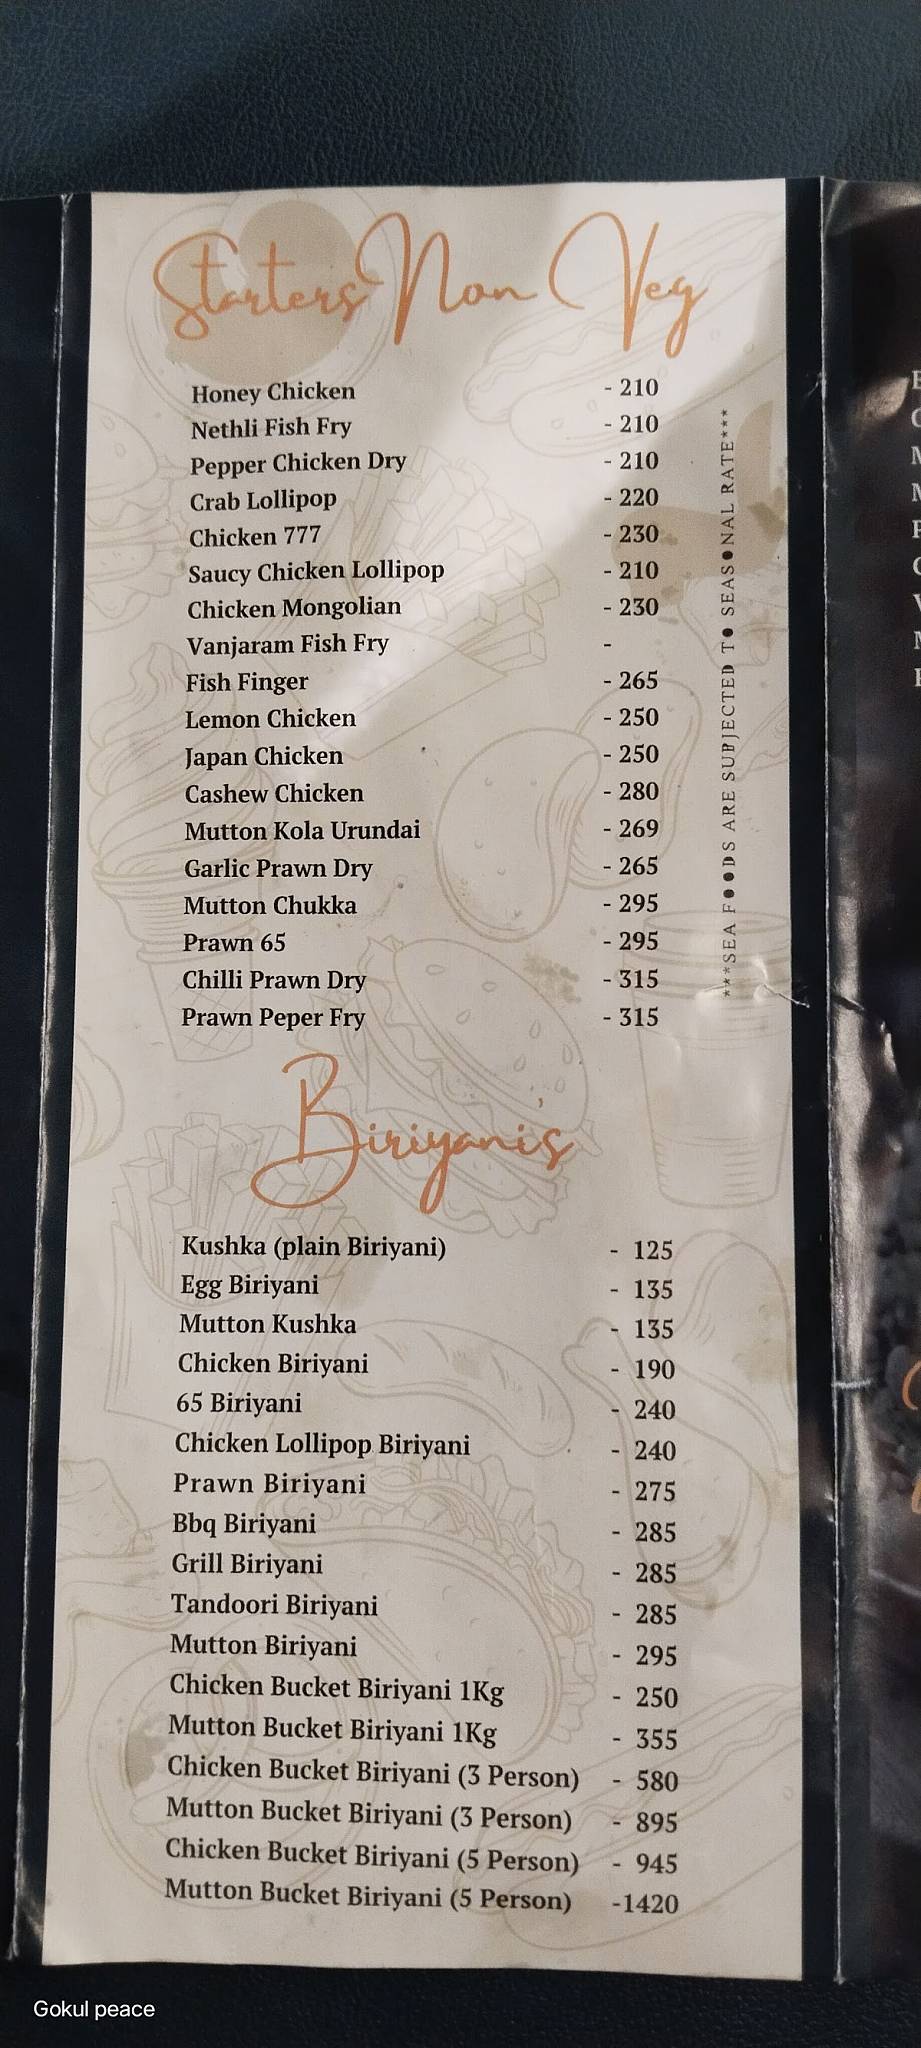 Starters Non Veg
Honey Chicken - 210
Nethli Fish Fry - 210
Pepper Chicken Dry - 210
Crab Lollipop - 220
Chicken 777 - 230
Saucy Chicken Lollipop - 210
Chicken Mongolian - 230
Vanjaram Fish Fry -
Fish Finger - 265
Lemon Chicken - 250
Japan Chicken - 250
Cashew Chicken - 280
Mutton Kola Urundai - 269
Garlic Prawn Dry - 265
Mutton Chukka - 295
Prawn 65 - 295
Chilli Prawn Dry - 315
Prawn Peper Fry - 315
***SEA FOODS ARE SUBJECTED TO SEASONAL RATE***
Biriyanis
Kushka (plain Biriyani) - 125
Egg Biriyani - 135
Mutton Kushka - 135
Chicken Biriyani - 190
65 Biriyani - 240
Chicken Lollipop Biriyani - 240
Prawn Biriyani - 275
Bbq Biriyani - 285
Grill Biriyani - 285
Tandoori Biriyani - 285
Mutton Biriyani - 295
Chicken Bucket Biriyani 1Kg - 250
Mutton Bucket Biriyani 1Kg - 355
Chicken Bucket Biriyani (3 Person) - 580
Mutton Bucket Biriyani (3 Person) - 895
Chicken Bucket Biriyani (5 Person) - 945
Mutton Bucket Biriyani (5 Person) -1420
Gokul peace